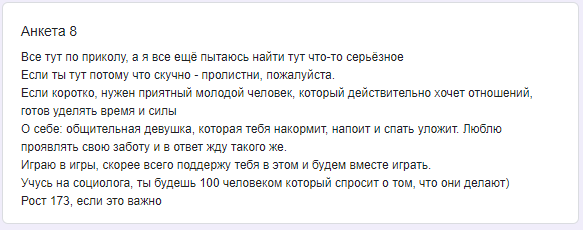 Анкета 8
Все тут по приколу, а я все ещё пытаюсь найти тут что-то серьёзное
Если ты тут потому что скучно - пролистни, пожалуйста.
Если коротко, нужен приятный молодой человек, который действительно хочет отношений,
готов уделять время и силы
О себе: общительная девушка, которая тебя накормит, напоит и спать уложит. Люблю
проявлять свою заботу и в ответ жду такого же.
Играю в игры, скорее всего поддержу тебя в этом и будем вместе играть.
Учусь на социолога, ты будешь 100 человеком который спросит о том, что они делают)
Рост 173, если это важно